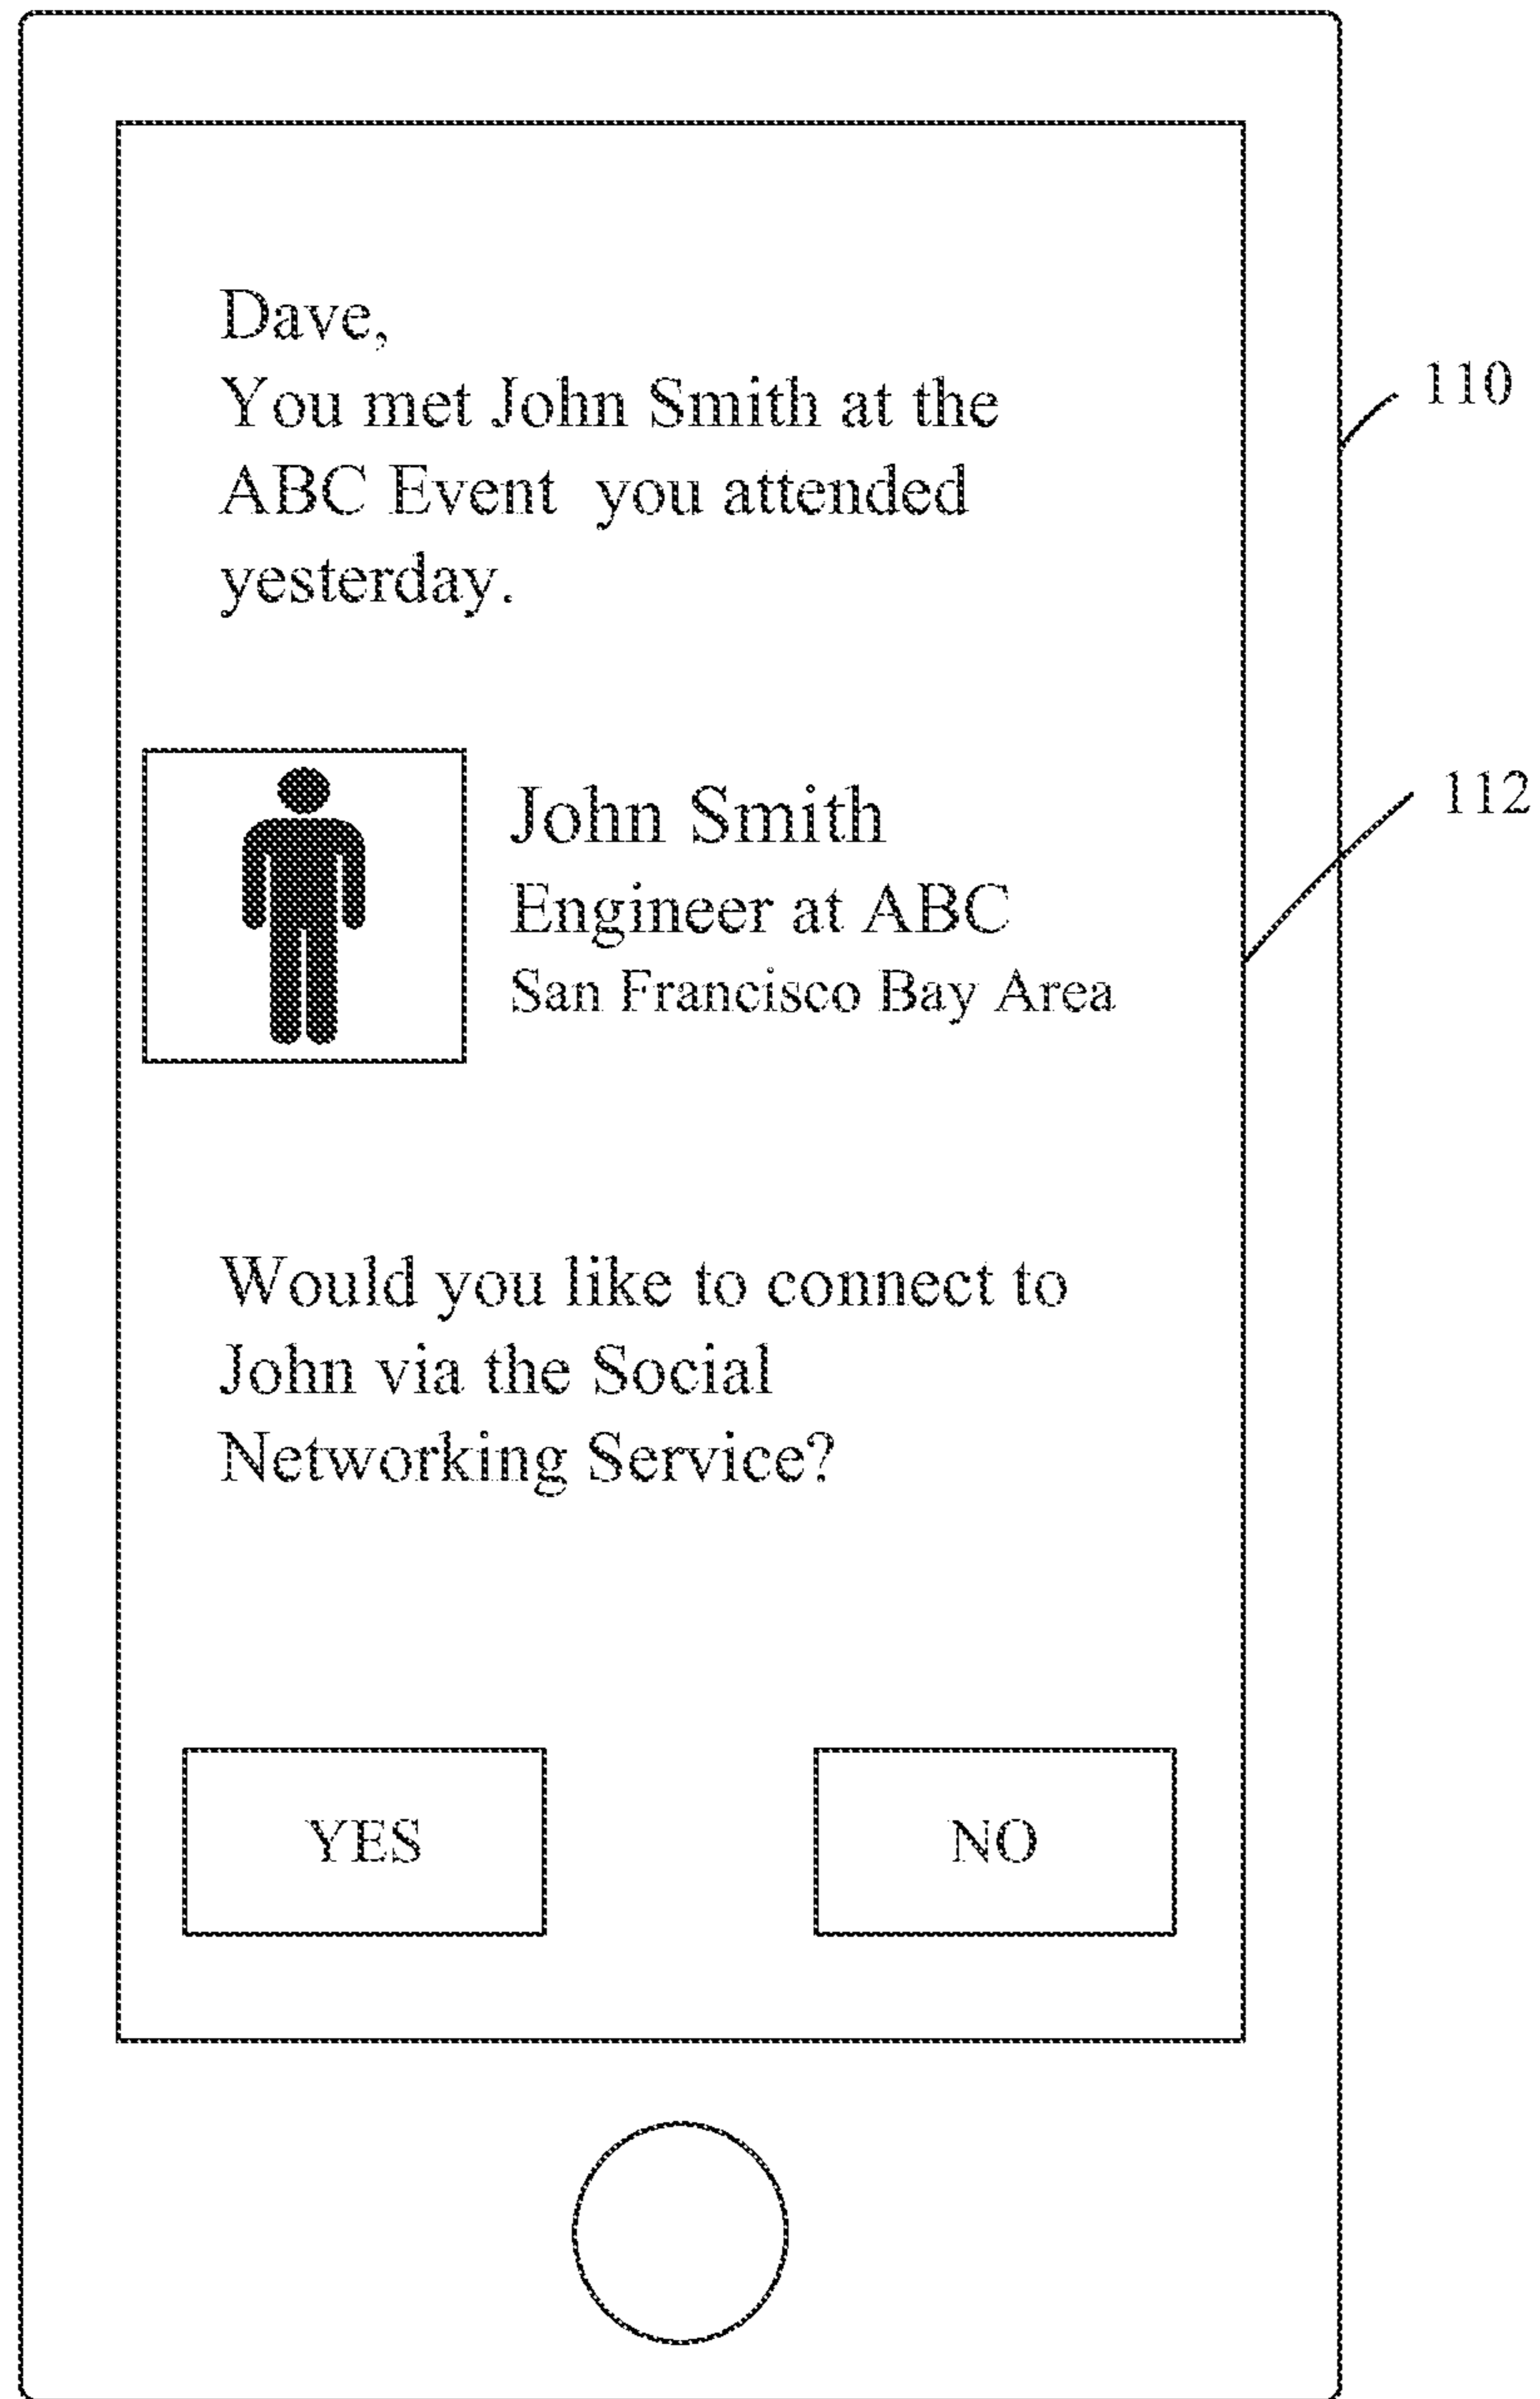 Dave,
You met John Smith at the
ABC Event  you attended
yesterday.
110
John Smith
Engineer at ABC
San Francisco Bay Area
112
Would you like to connect to
John via the Social
Networking Service?
YES
NO